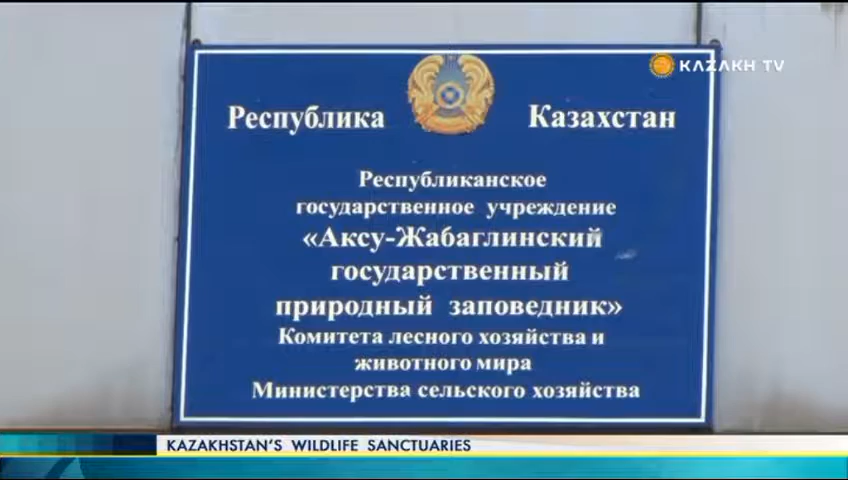 KAZAKH TV
Республика Казахстан
Республиканское
государственное учреждение
«Аксу-Жабаглинский
государственный
природный заповедник»
Комитета лесного хозяйства и
животного мира
Министерства сельского хозяйства
KAZAKHSTAN'S WILDLIFE SANCTUARIES